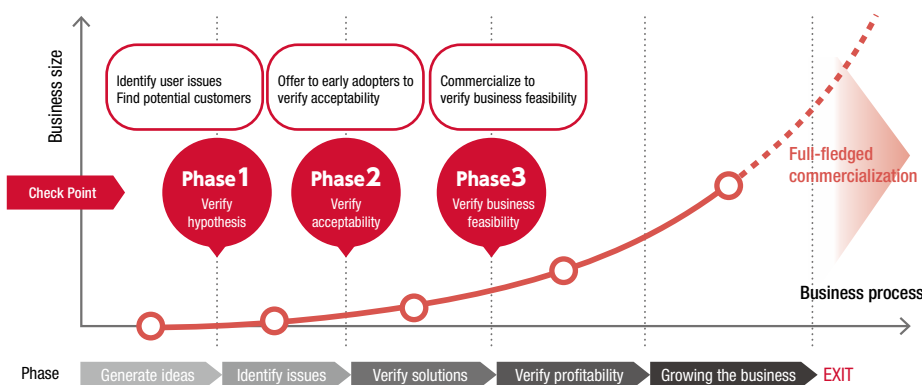 Business size
Identify user issues
Find potential customers
Offer to early adopters to
verify acceptability
Commercialize to
verify business feasibility
Check Point
Phase1
Verify
hypothesis
Phase2
Verify
acceptability
Phase3
Verify business
feasibility
Full-fledged
commercialization
Business process
Phase
Generate ideas
Identify issues
Verify solutions
Verify profitability
Growing the business
EXIT